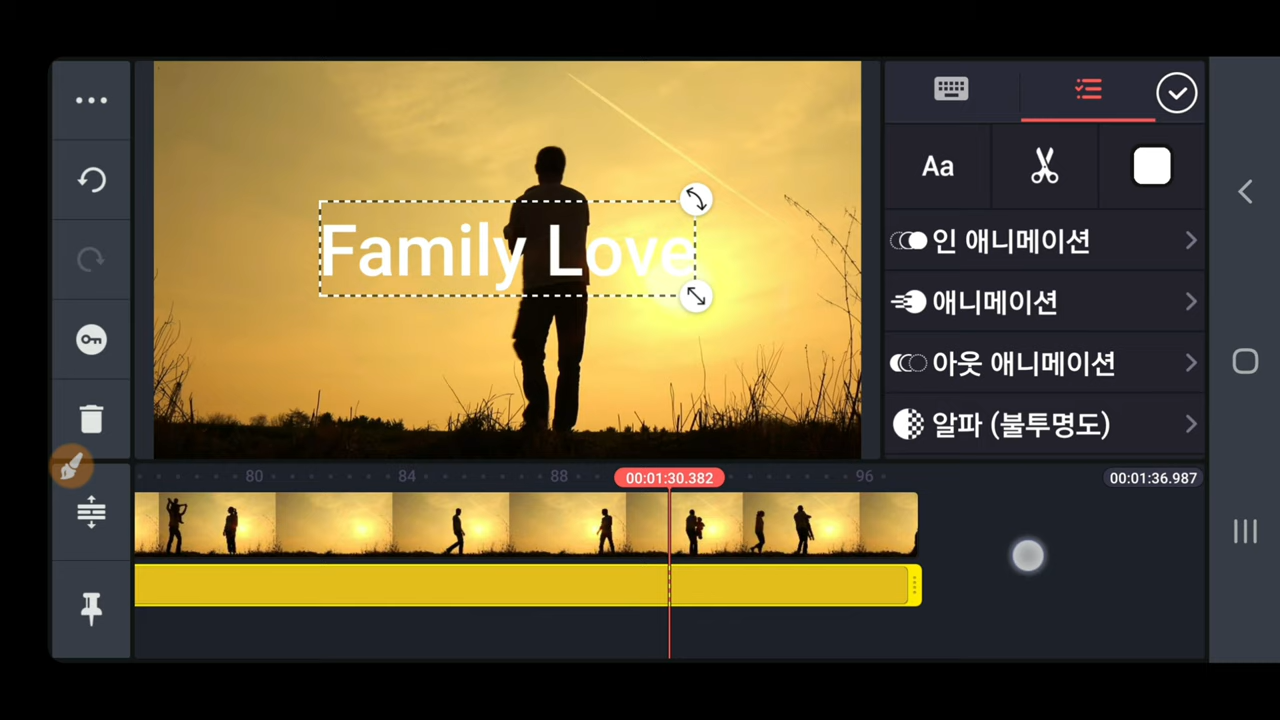 Family Love
Aa
인 애니메이션
애니메이션
아웃 애니메이션
알파 (불투명도)
80
84
88
00:01:30.382
96
00:01:36.987